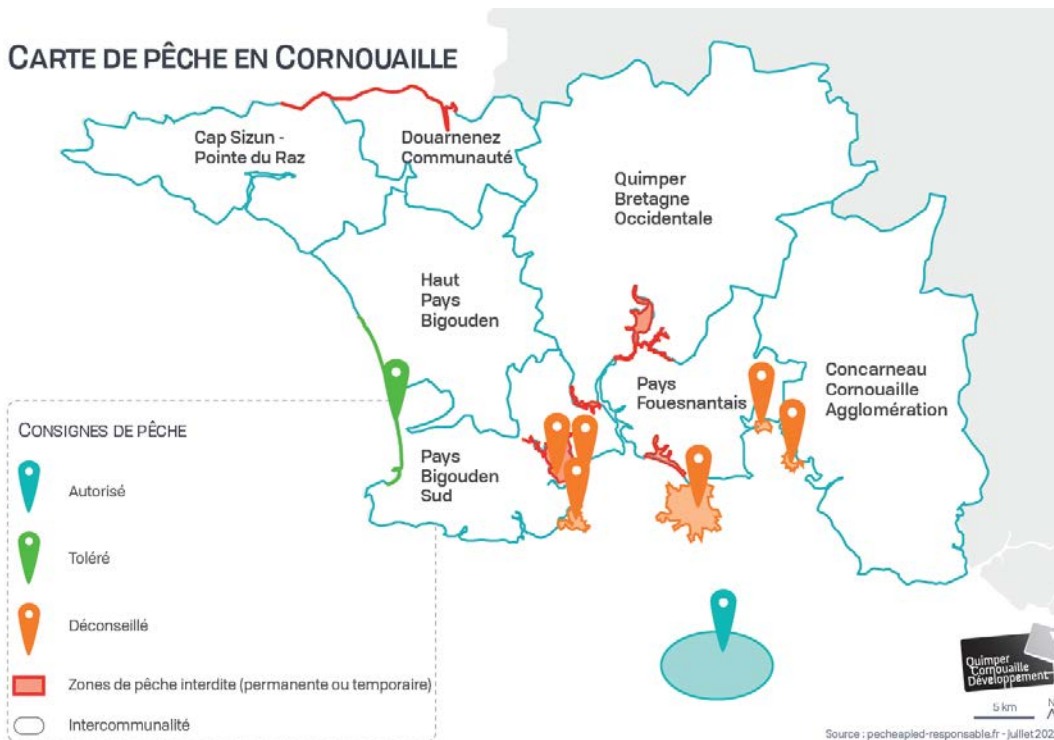 CARTE DE PÊCHE EN CORNOUAILLE
Cap Sizun -
Pointe du Raz
Douarnenez
Communauté
Quimper
Bretagne
Occidentale
Haut
Pays
Bigouden
Pays
Fouesnantais
Concarneau
Cornouaille
Agglomération
Pays
Bigouden
Sud
CONSIGNES DE PÊCHE
Autorisé
Toléré
Déconseillé
Zones de pêche interdite (permanente ou temporaire)
Intercommunalité
Quimper
Cornouaille
Développement
5 km
N
Source : pecheapied-responsable.fr - juillet 202